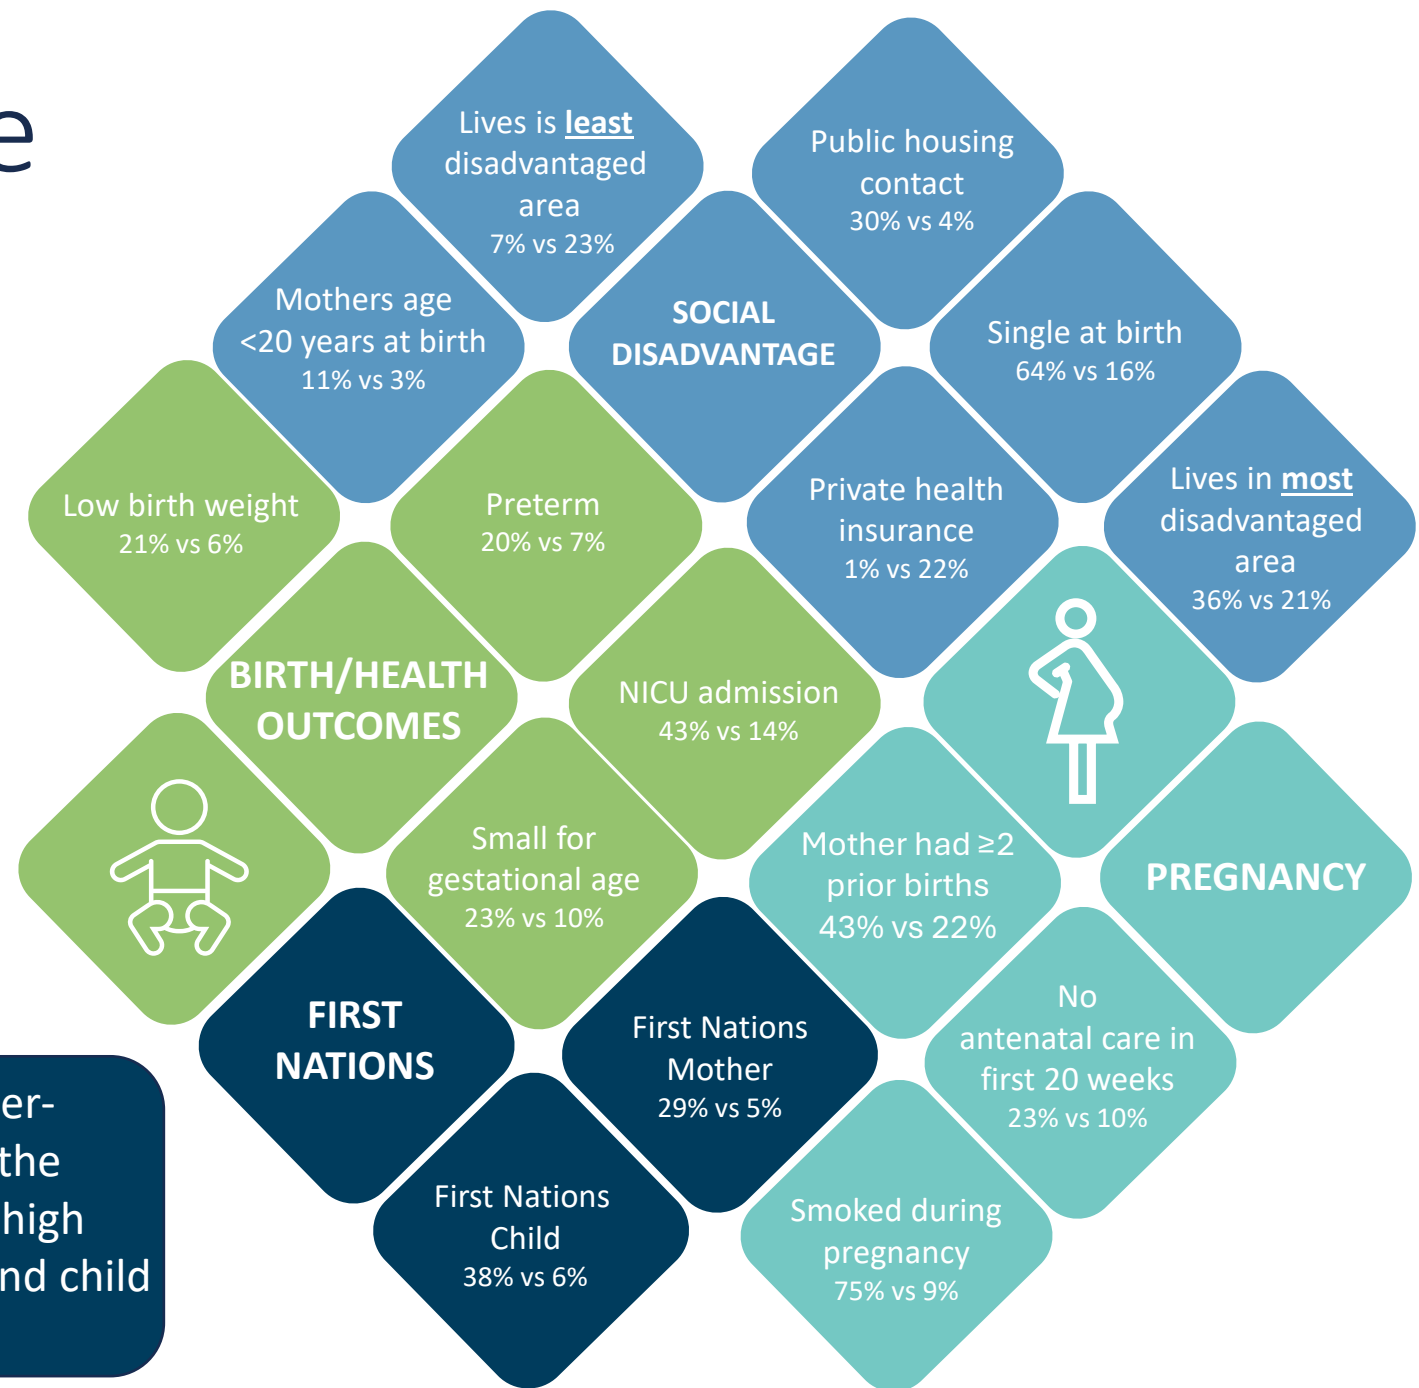 e
Lives is least
disadvantaged
area
7% vs 23%
Public housing
contact
30% vs 4%
Mothers age
<20 years at birth
11% vs 3%
SOCIAL
DISADVANTAGE
Single at birth
64% vs 16%
Low birth weight
21% vs 6%
Preterm
20% vs 7%
Private health
insurance
1% vs 22%
Lives in most
disadvantaged
area
36% vs 21%
BIRTH/HEALTH
OUTCOMES
NICU admission
43% vs 14%
Small for
gestational age
23% vs 10%
Mother had ≥2
prior births
43% vs 22%
PREGNANCY
FIRST
NATIONS
First Nations
Mother
29% vs 5%
No
antenatal care in
first 20 weeks
23% vs 10%
First Nations
Child
38% vs 6%
Smoked during
pregnancy
75% vs 9%
er-
the
high
nd child